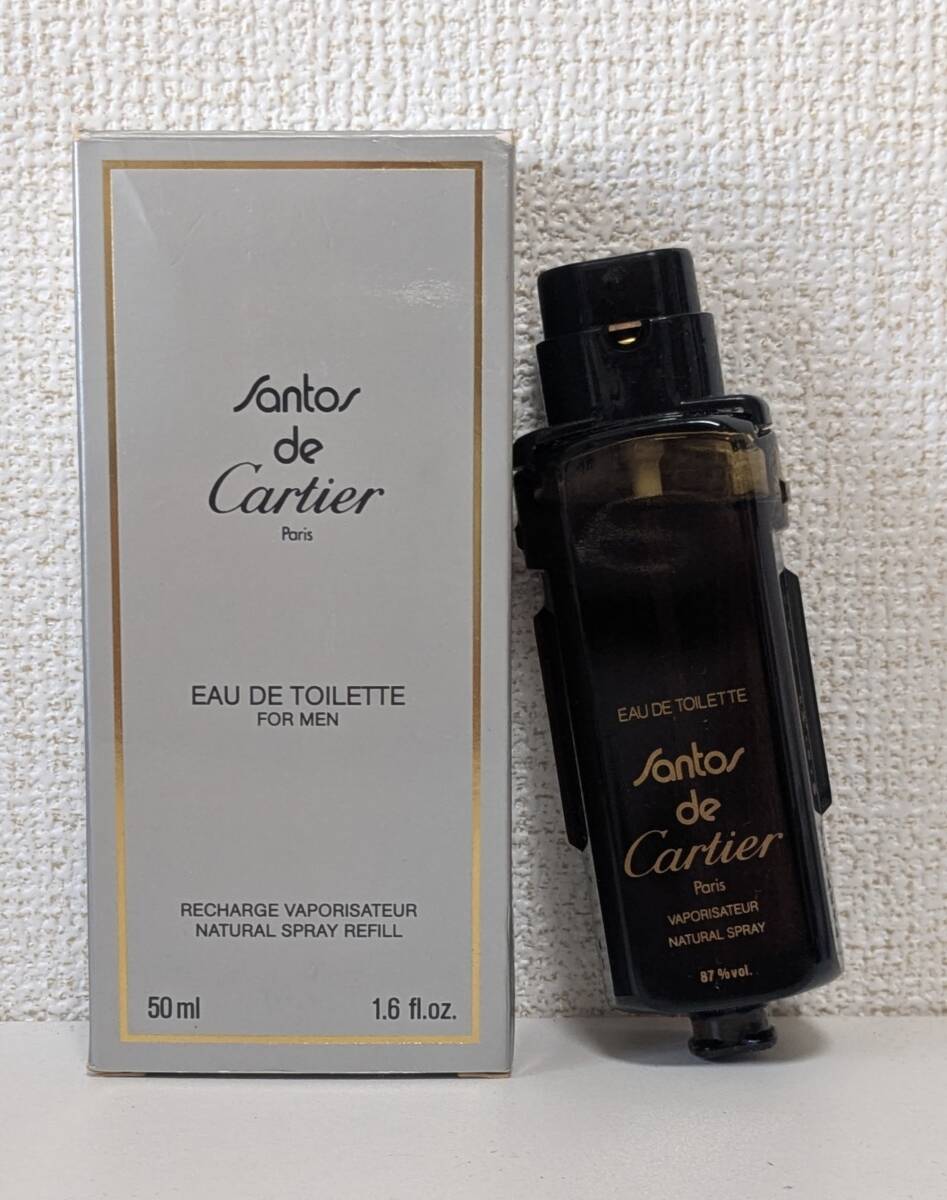 Santos
de
Cartier
Paris
EAU DE TOILETTE
FOR MEN
RECHARGE VAPORISATEUR
NATURAL SPRAY REFILL
50 ml 1.6 fl.oz.
EAU DE TOILETTE
Santos
de
Cartier
Paris
VAPORISATEUR
NATURAL SPRAY
87 % vol.